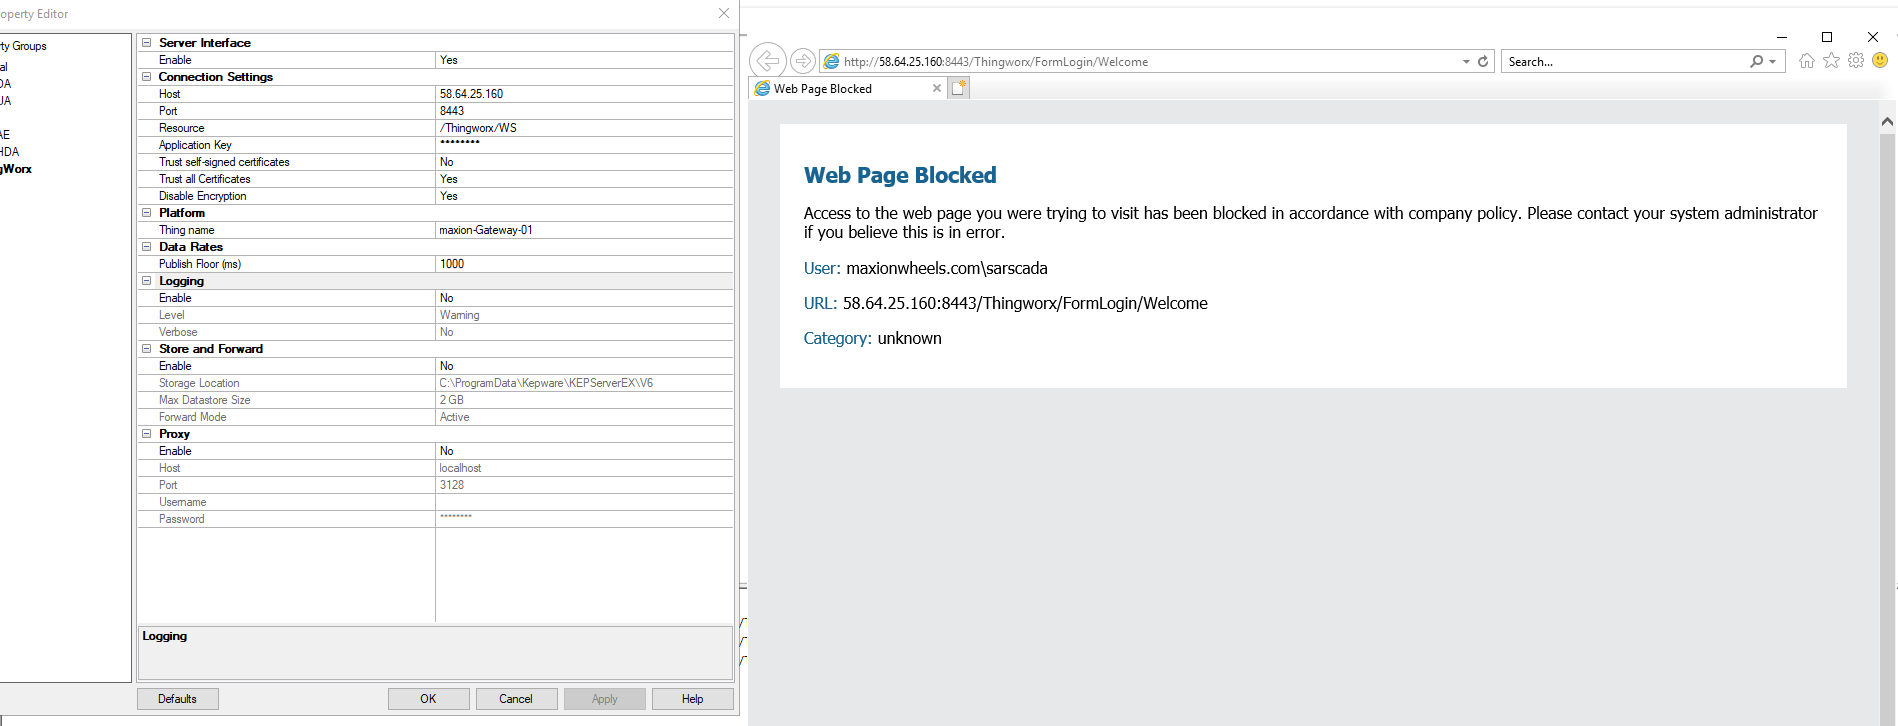 operty Editor
ty Groups
al
DA
UA
AE
HDA
gWorx
Server Interface
Enable Yes
Connection Settings
Host 58.64.25.160
Port 8443
Resource /Thingworx/WS
Application Key ********
Trust self-signed certificates No
Trust all Certificates Yes
Disable Encryption Yes
Platform
Thing name maxion-Gateway-01
Data Rates
Publish Floor (ms) 1000
Logging
Enable No
Level Warning
Verbose No
Store and Forward
Enable No
Storage Location C:\ProgramData\Kepware\KEPServerEX\V6
Max Datastore Size 2 GB
Forward Mode Active
Proxy
Enable No
Host localhost
Port 3128
Username
Password ********
Logging
Defaults OK Cancel Apply Help
http://58.64.25.160:8443/Thingworx/FormLogin/Welcome
Search...
Web Page Blocked
Web Page Blocked
Access to the web page you were trying to visit has been blocked in accordance with company policy. Please contact your system administrator
if you believe this is in error.
User: maxionwheels.com\sarscada
URL: 58.64.25.160:8443/Thingworx/FormLogin/Welcome
Category: unknown